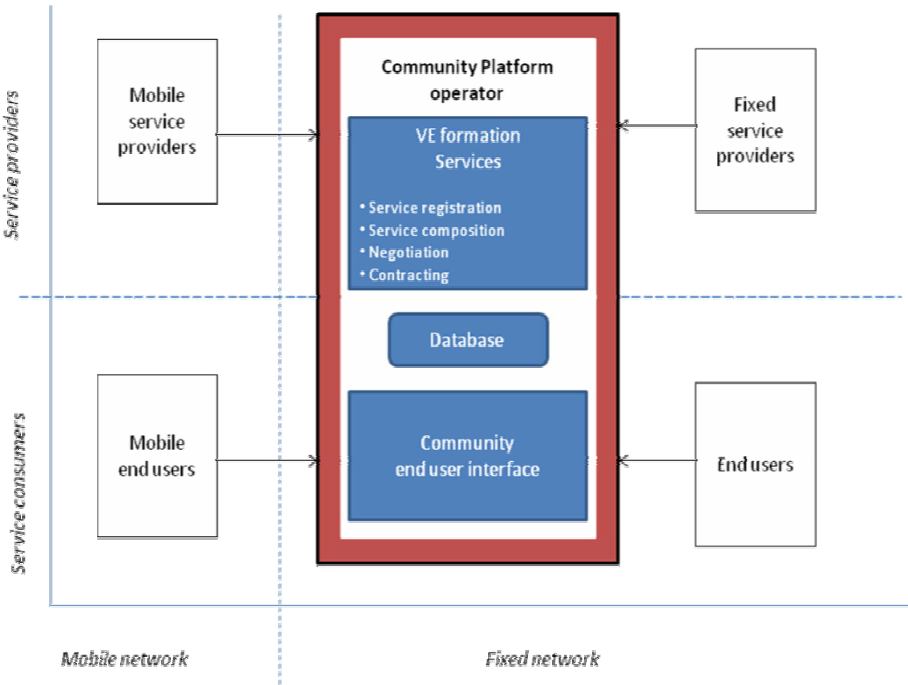 Service providers
Mobile
service
providers
Community Platform
operator
VE formation
Services
• Service registration
• Service composition
• Negotiation
• Contracting
Fixed
service
providers
Database
Service consumers
Mobile
end users
Community
end user interface
End users
Mobile network
Fixed network